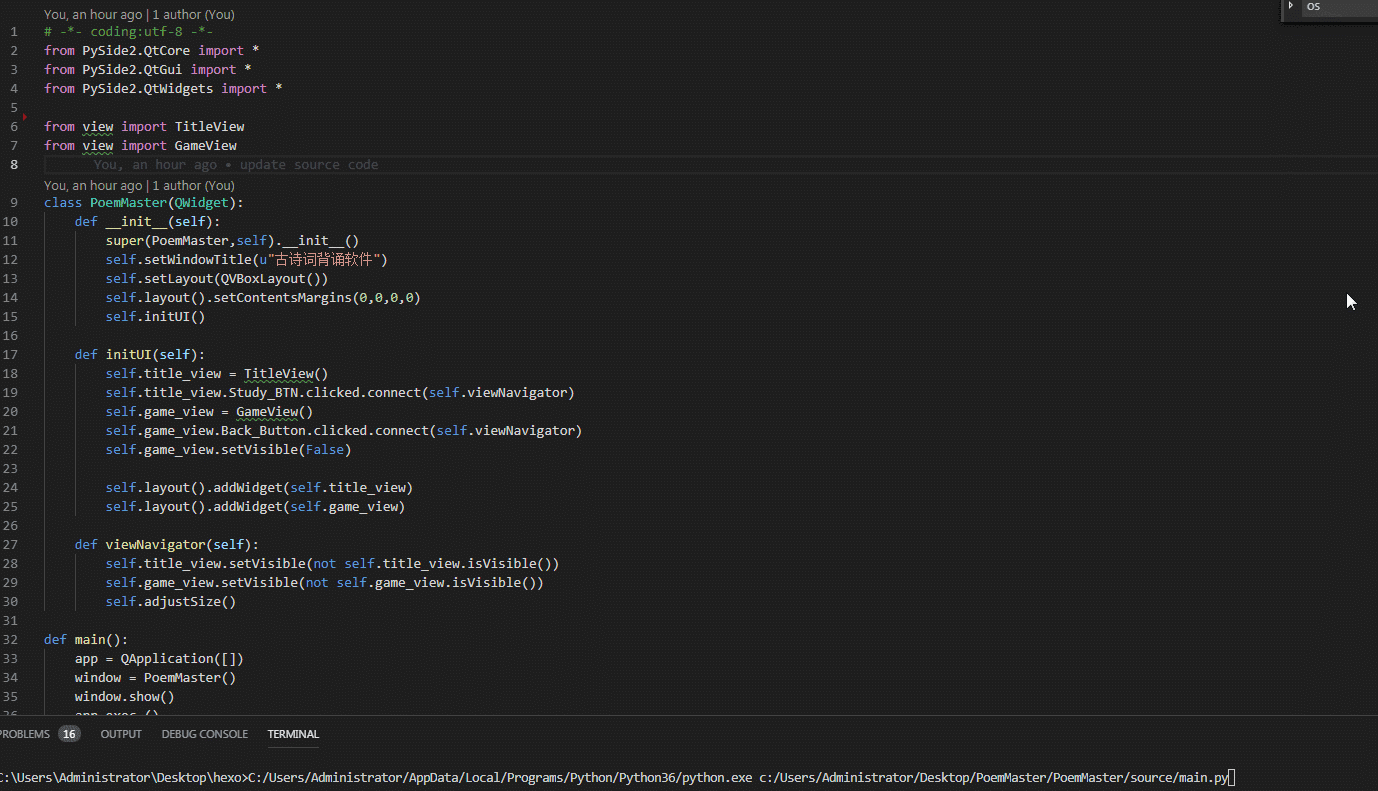 You, an hour ago | 1 author (You)
os
1 # -*- coding:utf-8 -*-
2 from PySide2.QtCore import *
3 from PySide2.QtGui import *
4 from PySide2.QtWidgets import *
5
6 from view import TitleView
7 from view import GameView
8 You, an hour ago • update source code
You, an hour ago | 1 author (You)
9 class PoemMaster(QWidget):
10 def __init__(self):
11 super(PoemMaster,self).__init__()
12 self.setWindowTitle(u"古诗词背诵软件")
13 self.setLayout(QVBoxLayout())
14 self.layout().setContentsMargins(0,0,0,0)
15 self.initUI()
16
17 def initUI(self):
18 self.title_view = TitleView()
19 self.title_view.Study_BTN.clicked.connect(self.viewNavigator)
20 self.game_view = GameView()
21 self.game_view.Back_Button.clicked.connect(self.viewNavigator)
22 self.game_view.setVisible(False)
23
24 self.layout().addWidget(self.title_view)
25 self.layout().addWidget(self.game_view)
26
27 def viewNavigator(self):
28 self.title_view.setVisible(not self.title_view.isVisible())
29 self.game_view.setVisible(not self.game_view.isVisible())
30 self.adjustSize()
31
32 def main():
33 app = QApplication([])
34 window = PoemMaster()
35 window.show()
36 app.exec_()
PROBLEMS 16 OUTPUT DEBUG CONSOLE TERMINAL
C:\Users\Administrator\Desktop\hexo>C:/Users/Administrator/AppData/Local/Programs/Python/Python36/python.exe c:/Users/Administrator/Desktop/PoemMaster/PoemMaster/source/main.py